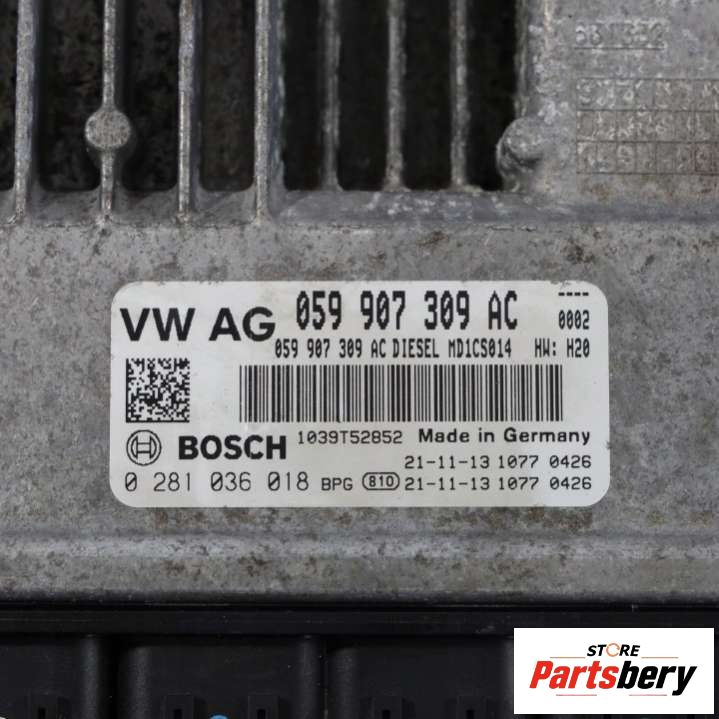 VW AG 059 907 309 AC ----
0002
059 907 309 AC DIESEL MD1CS014 HW: H20
BOSCH 1039T52852 Made in Germany
21-11-13 1077 0426
0 281 036 018 BPG 810 21-11-13 1077 0426
STORE
Partsbery